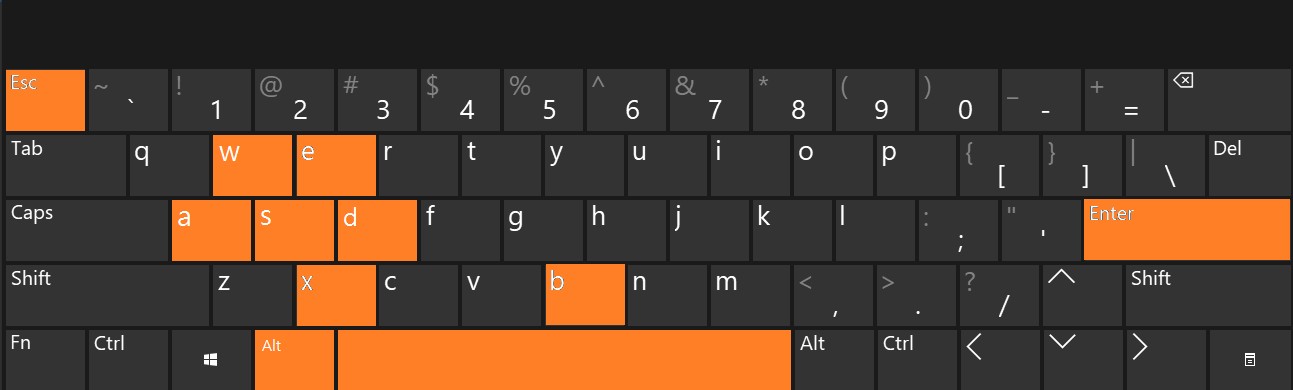 Esc ~ ` ! 1 @ 2 # 3 $ 4 % 5 ^ 6 & 7 * 8 ( 9 ) 0 _ - + =
Tab q w e r t y u i o p { [ } ] | \ Del
Caps a s d f g h j k l : ; " ' Enter
Shift z x c v b n m < , > . ? / Shift
Fn Ctrl Alt Alt Ctrl